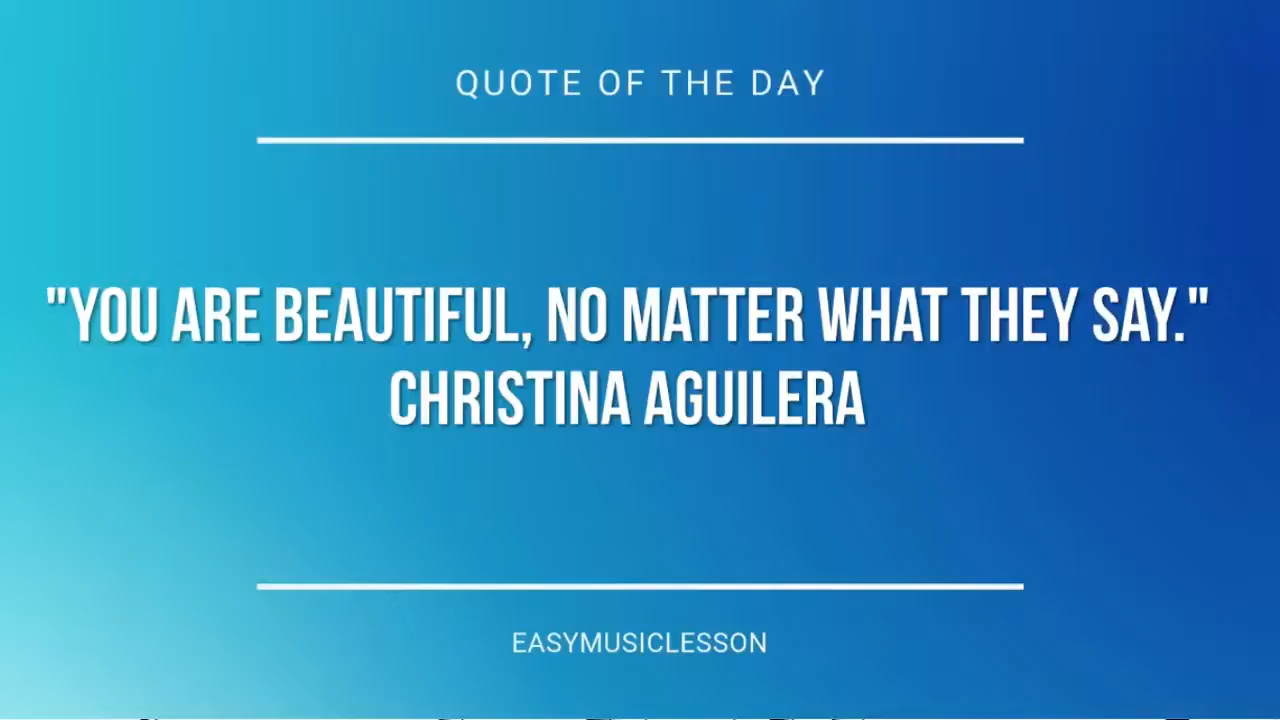 QUOTE OF THE DAY
"YOU ARE BEAUTIFUL, NO MATTER WHAT THEY SAY."
CHRISTINA AGUILERA
EASYMUSICLESSON